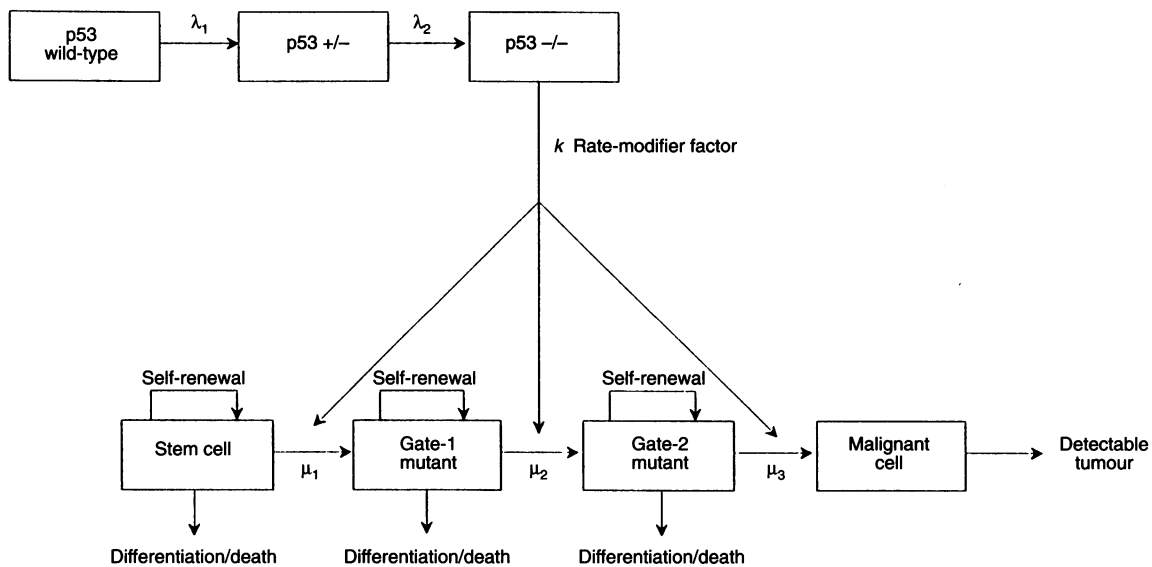 p53
wild-type
λ1
p53 +/–
λ2
p53 –/–
k Rate-modifier factor
Self-renewal
Self-renewal
Self-renewal
Stem cell
μ1
Gate-1
mutant
μ2
Gate-2
mutant
μ3
Malignant
cell
Detectable
tumour
Differentiation/death
Differentiation/death
Differentiation/death